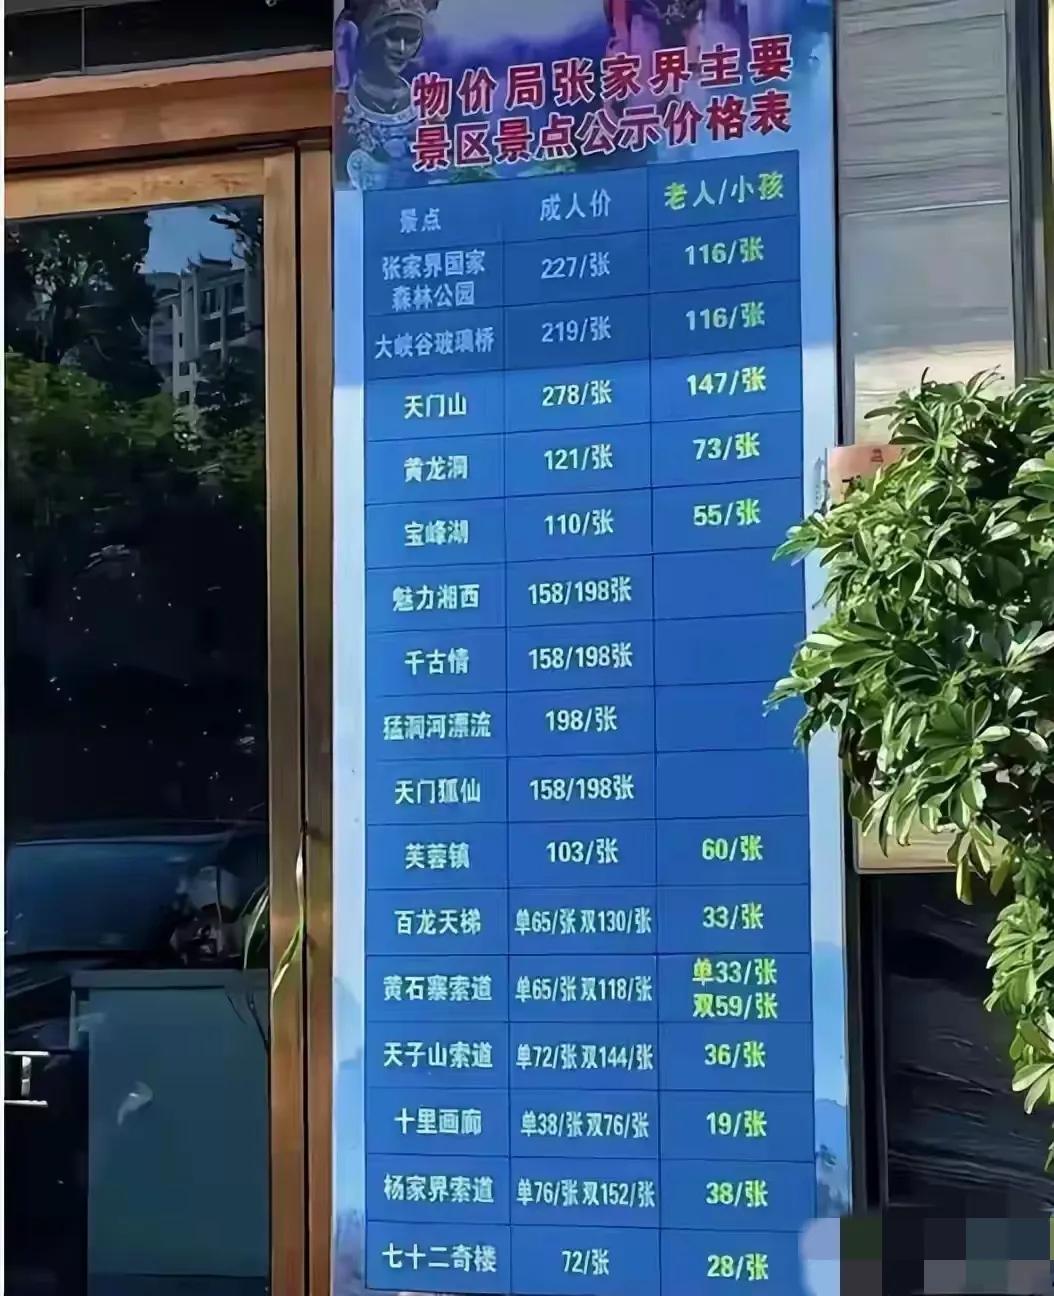 物价局张家界主要
景区景点公示价格表
景点 成人价 老人/小孩
张家界国家
森林公园 227/张 116/张
大峡谷玻璃桥 219/张 116/张
天门山 278/张 147/张
黄龙洞 121/张 73/张
宝峰湖 110/张 55/张
魅力湘西 158/198张
千古情 158/198张
猛洞河漂流 198/张
天门狐仙 158/198张
芙蓉镇 103/张 60/张
百龙天梯 单65/张 双130/张 33/张
黄石寨索道 单65/张 双118/张 单33/张
双59/张
天子山索道 单72/张 双144/张 36/张
十里画廊 单38/张 双76/张 19/张
杨家界索道 单76/张 双152/张 38/张
七十二奇楼 72/张 28/张